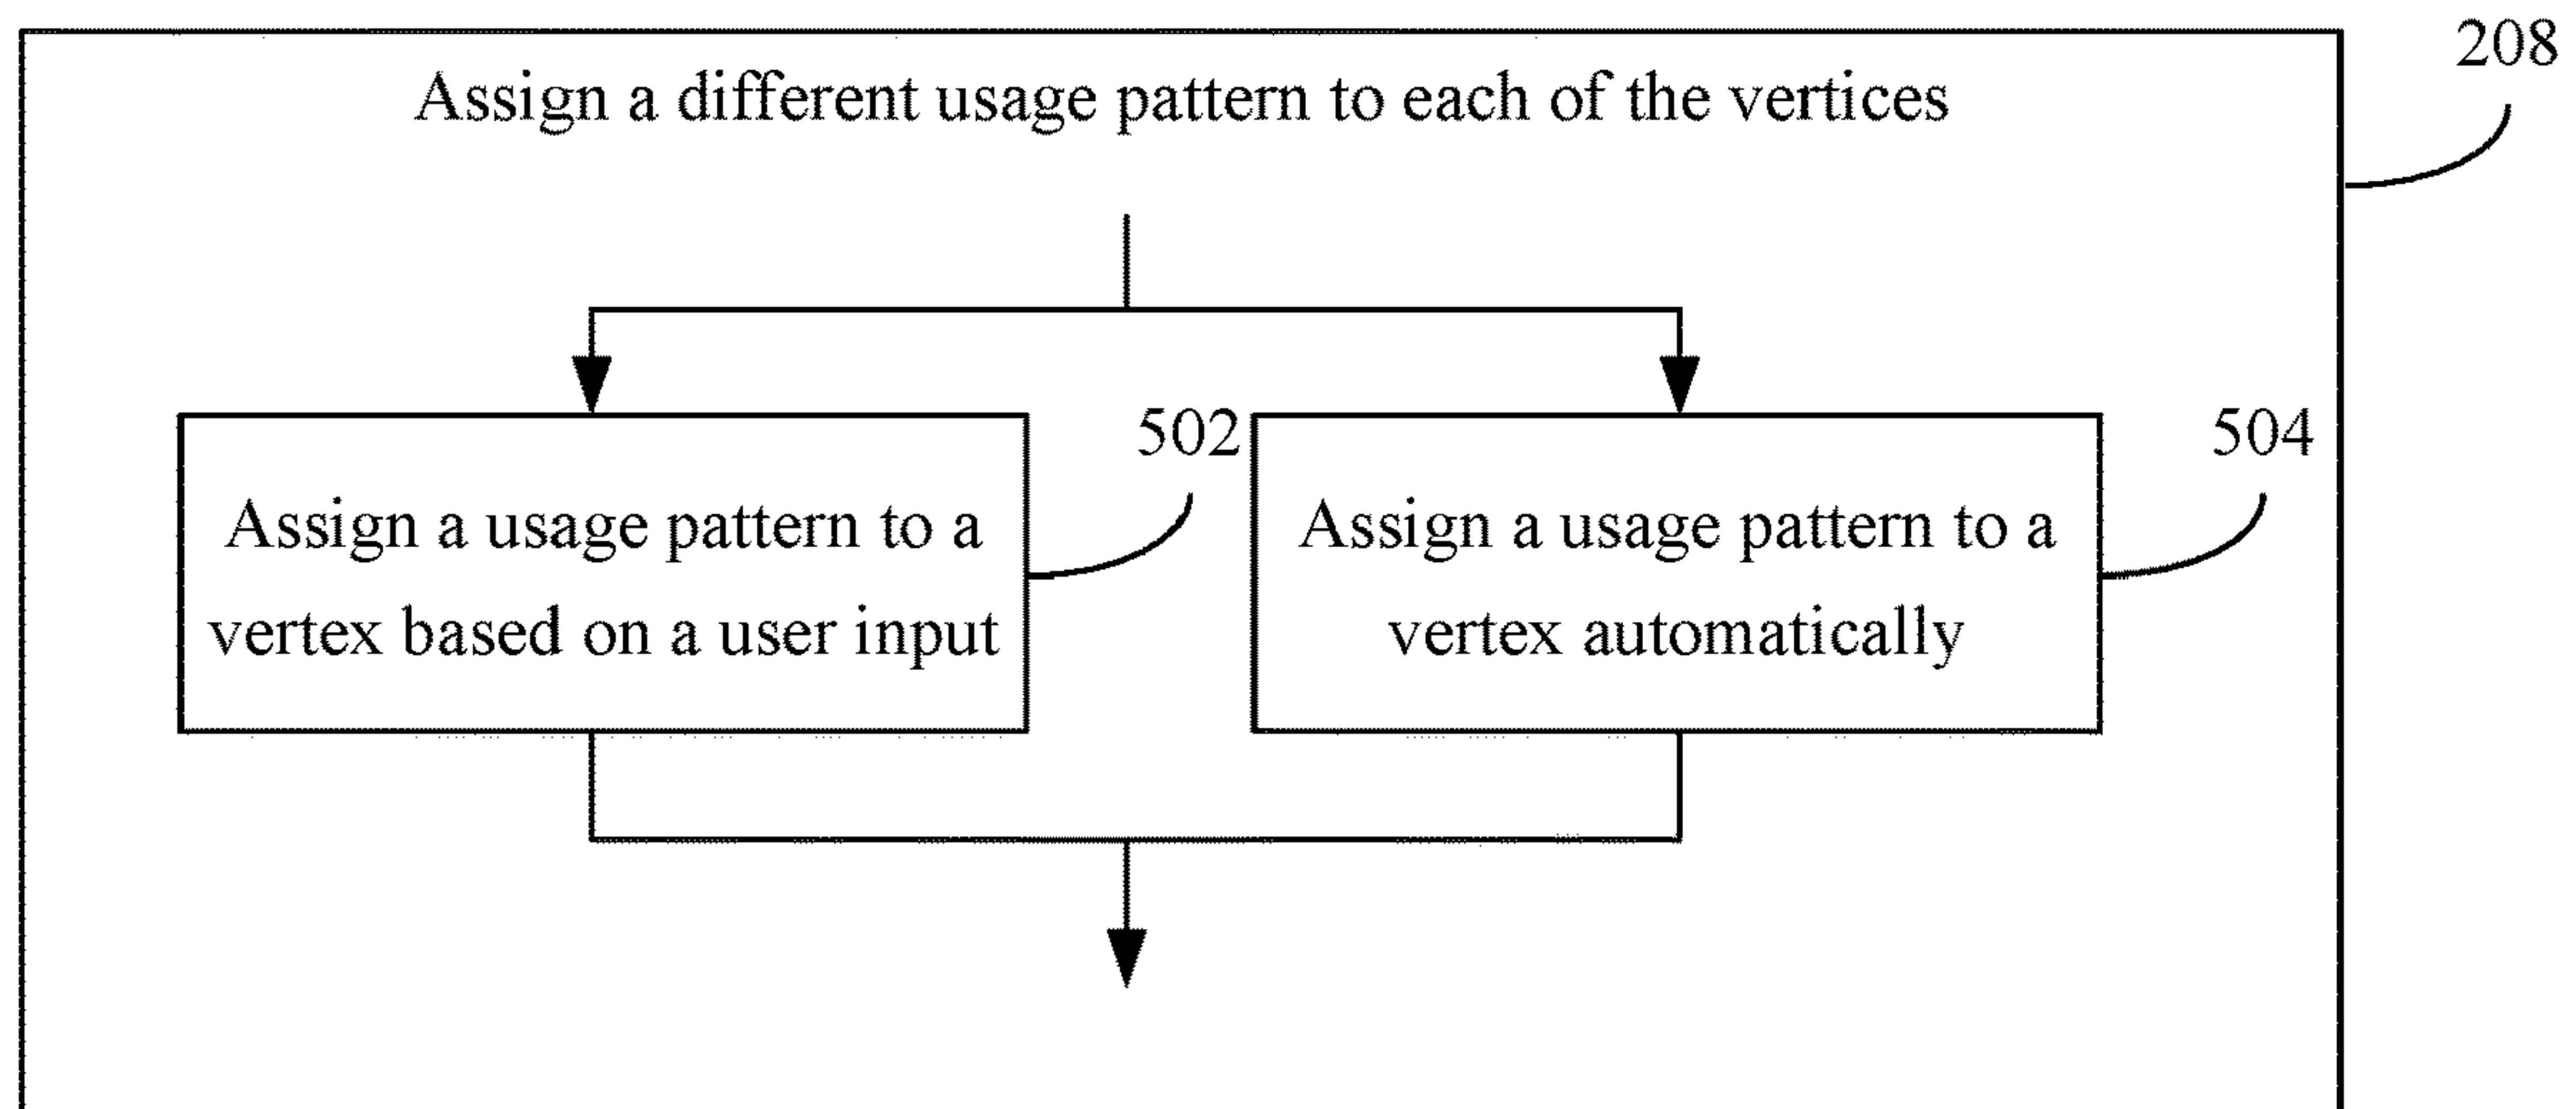 208
Assign a different usage pattern to each of the vertices
502
504
Assign a usage pattern to a
vertex based on a user input
Assign a usage pattern to a
vertex automatically